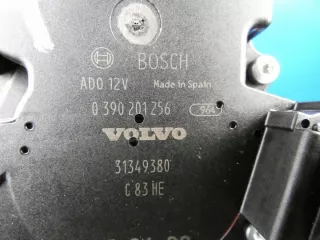 BOSCH
ADO 12V Made in Spain
0 390 201 256
VOLVO
31349380
C 83 HE